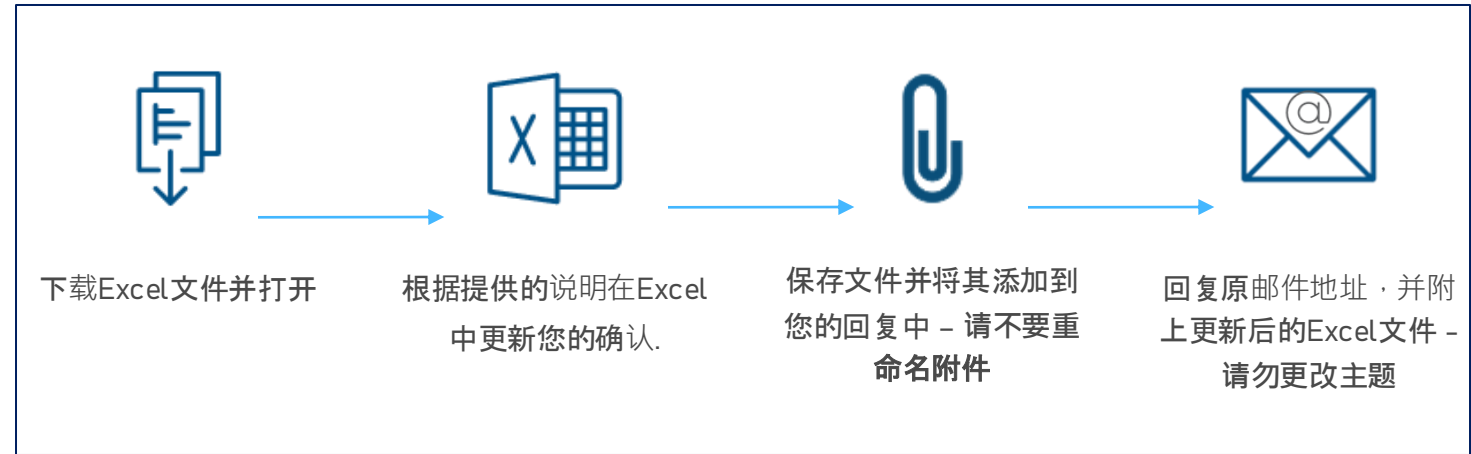 @
X
下载Excel文件并打开
根据提供的说明在Excel
中更新您的确认.
保存文件并将其添加到
您的回复中 – 请不要重
命名附件
回复原邮件地址，并附
上更新后的Excel文件 –
请勿更改主题